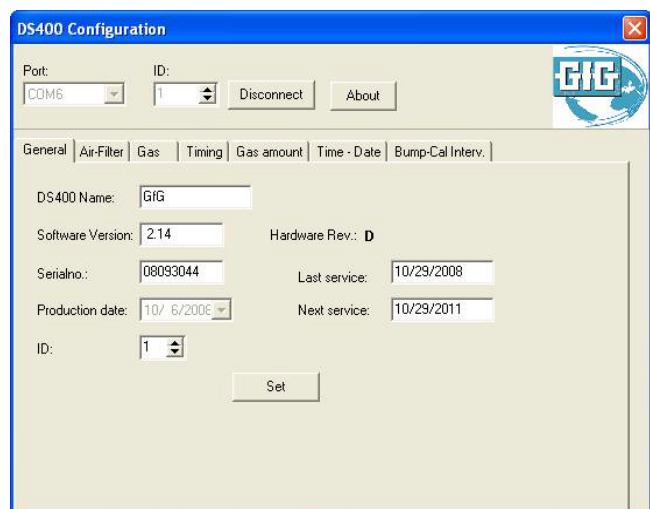 DS400 Configuration
Port: ID:
COM6 1 Disconnect About
GfG
General Air-Filter Gas Timing Gas amount Time - Date Bump-Cal Interv.
DS400 Name: GfG
Software Version: 2.14 Hardware Rev.: D
Serialno.: 08093044 Last service: 10/29/2008
Production date: 10/ 6/2008 Next service: 10/29/2011
ID: 1
Set